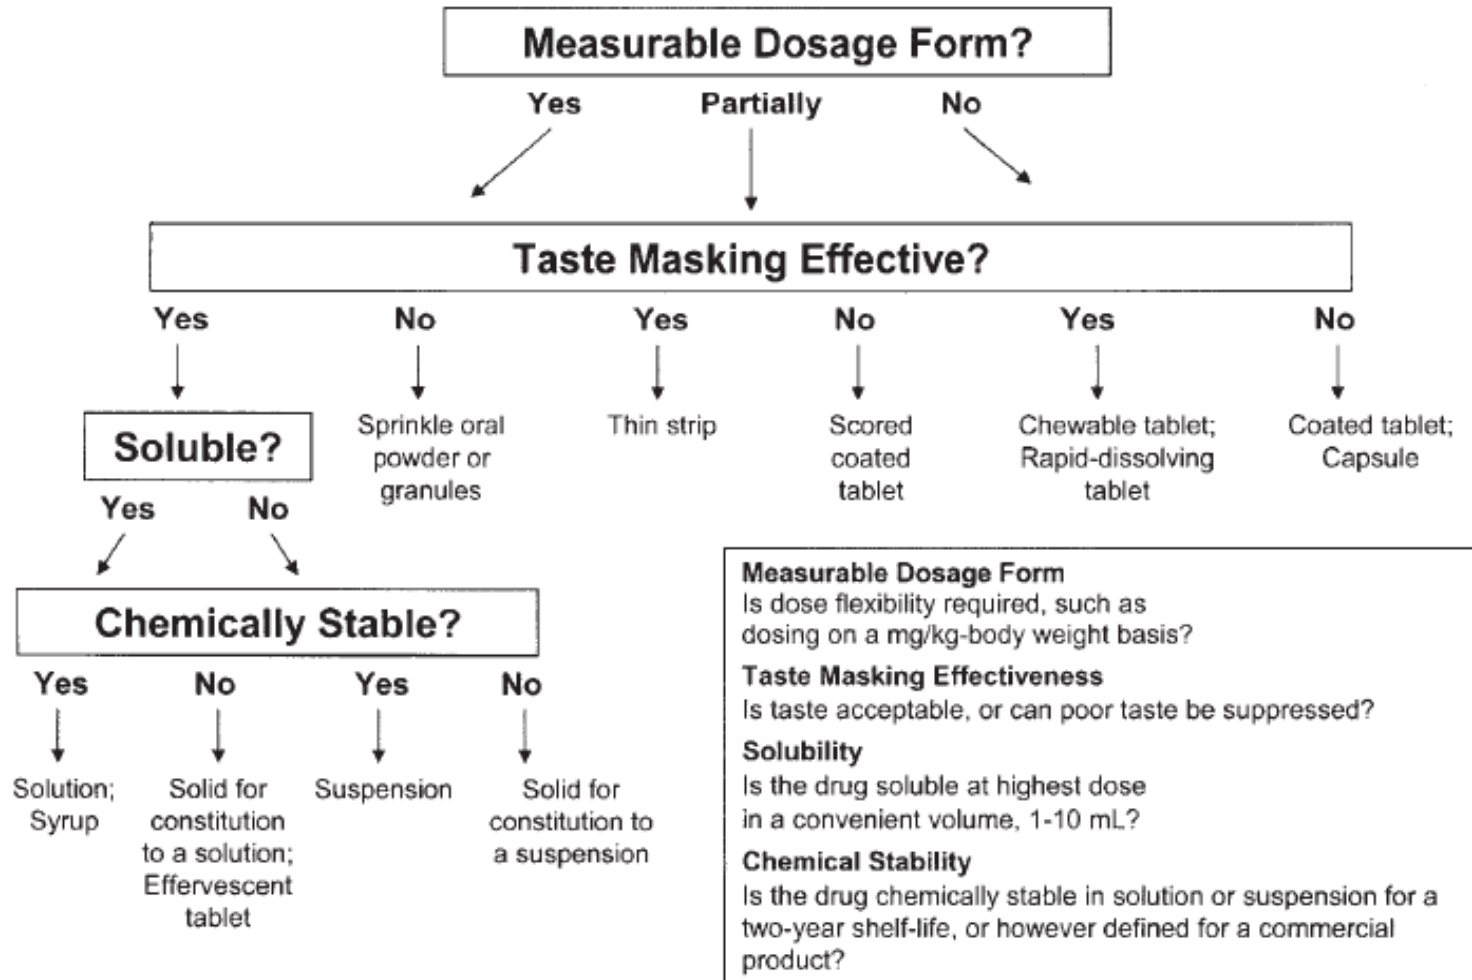 Measurable Dosage Form?
Yes Partially No
Taste Masking Effective?
Yes No Yes No Yes No
Soluble?
Sprinkle oral
powder or
granules
Thin strip
Scored
coated
tablet
Chewable tablet;
Rapid-dissolving
tablet
Coated tablet;
Capsule
Yes No
Chemically Stable?
Yes No Yes No
Solution;
Syrup
Solid for
constitution
to a solution;
Effervescent
tablet
Suspension
Solid for
constitution to
a suspension
Measurable Dosage Form
Is dose flexibility required, such as
dosing on a mg/kg-body weight basis?
Taste Masking Effectiveness
Is taste acceptable, or can poor taste be suppressed?
Solubility
Is the drug soluble at highest dose
in a convenient volume, 1-10 mL?
Chemical Stability
Is the drug chemically stable in solution or suspension for a
two-year shelf-life, or however defined for a commercial
product?